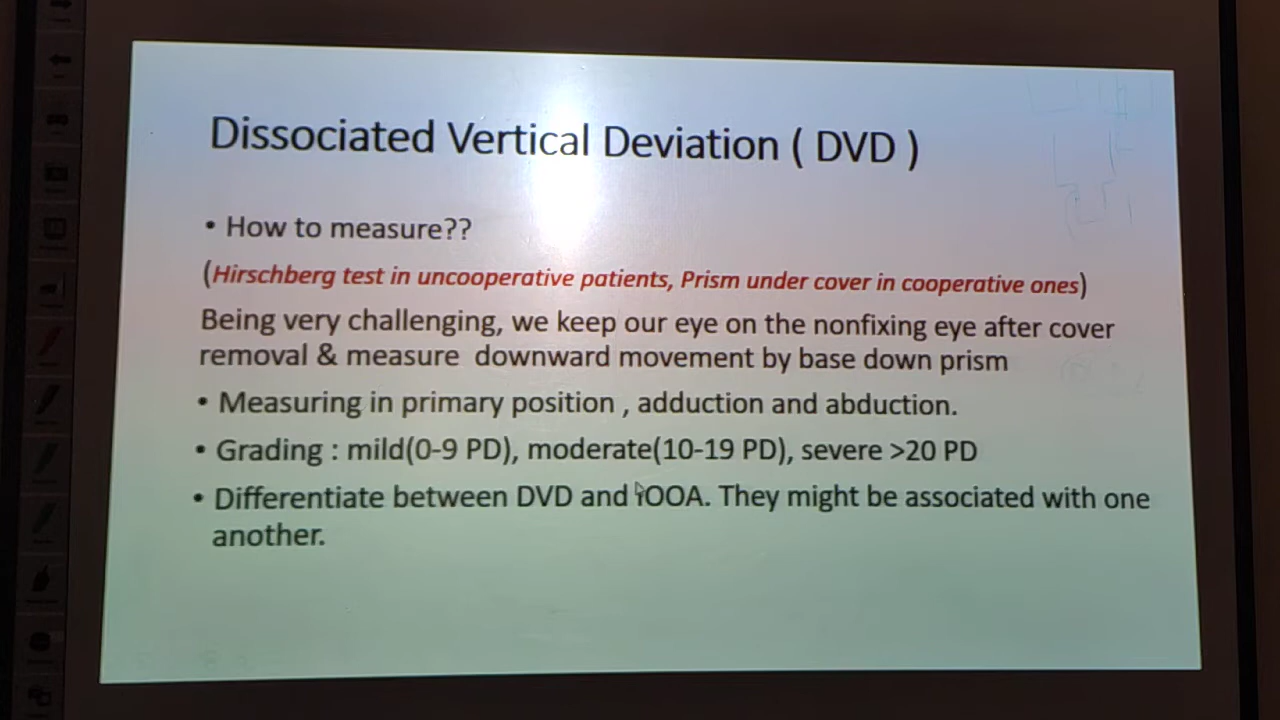 Dissociated Vertical Deviation ( DVD )
• How to measure??
(Hirschberg test in uncooperative patients, Prism under cover in cooperative ones)
Being very challenging, we keep our eye on the nonfixing eye after cover
removal & measure downward movement by base down prism
• Measuring in primary position , adduction and abduction.
• Grading : mild(0-9 PD), moderate(10-19 PD), severe >20 PD
• Differentiate between DVD and IOOA. They might be associated with one
another.